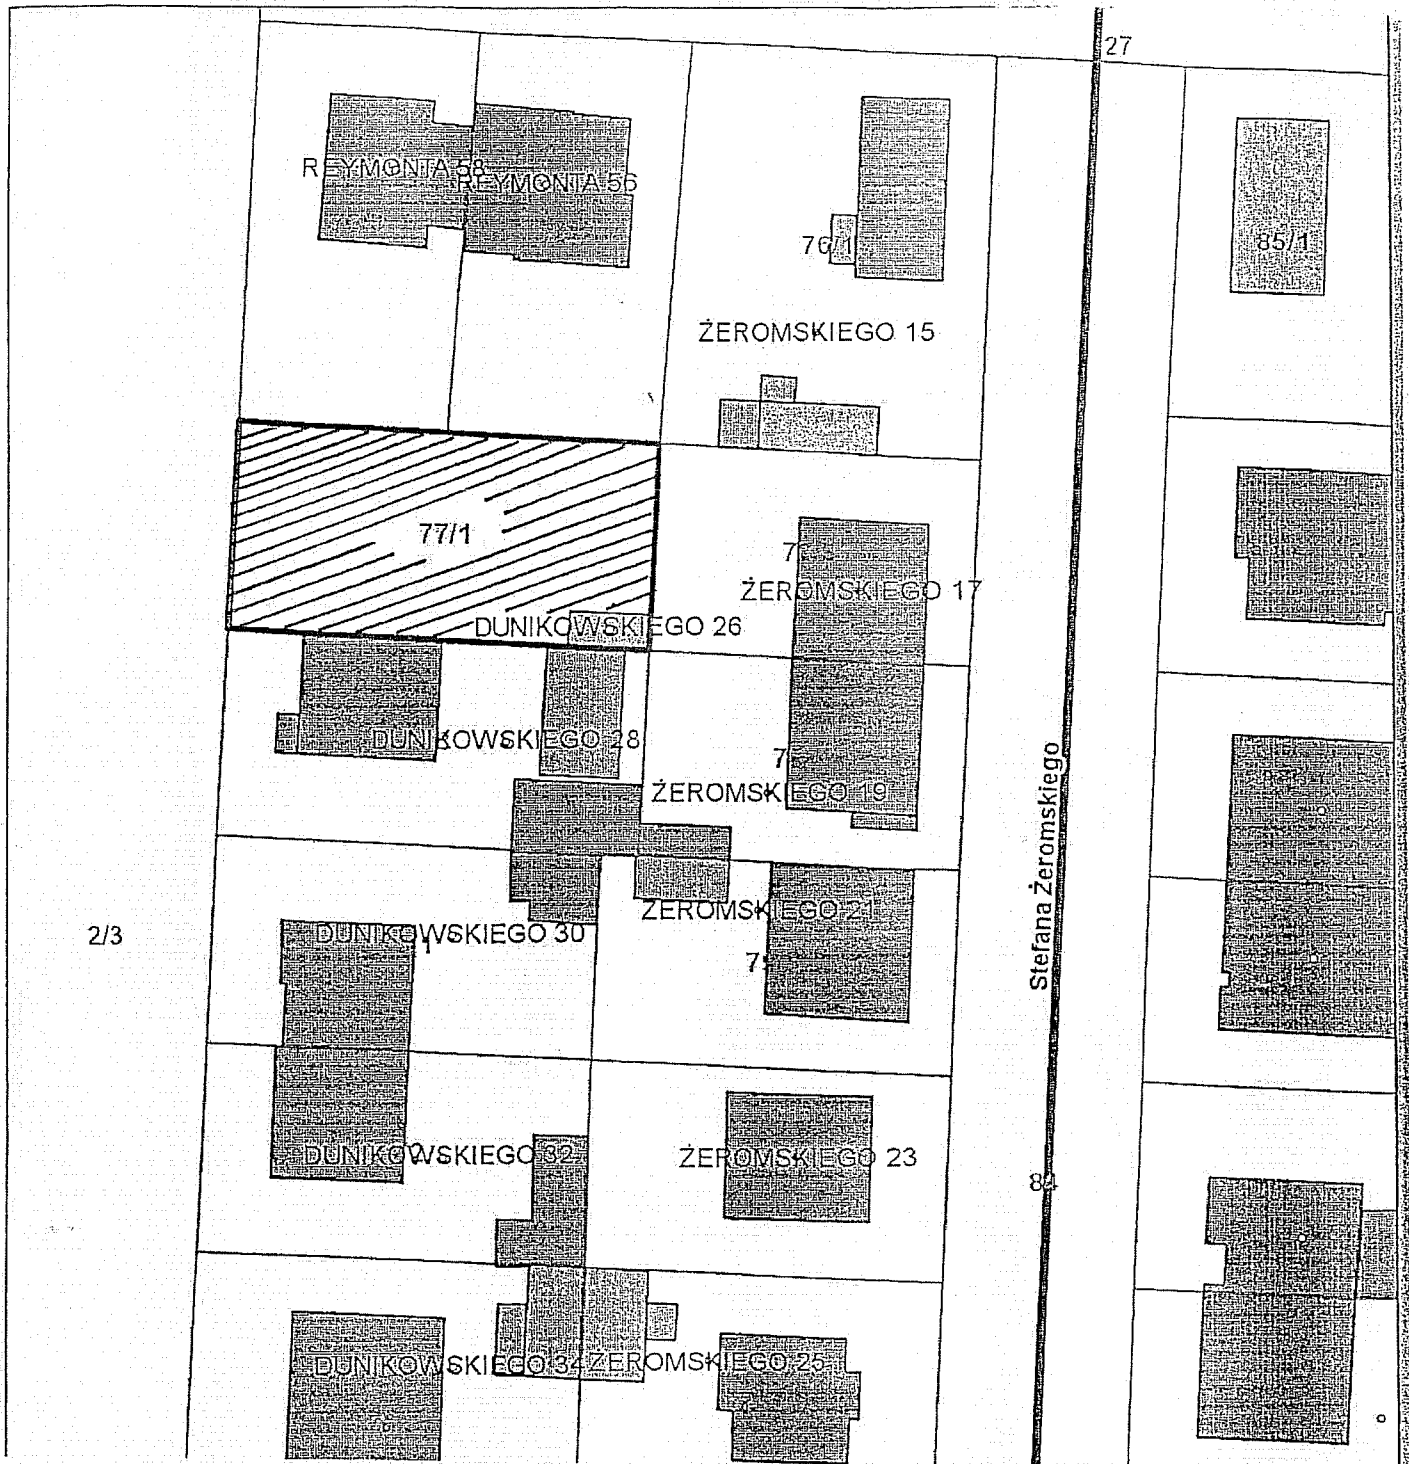 27
REYMONTA 58
REYMONTA 56
76/1
85/1
ŻEROMSKIEGO 15
77/1
ŻEROMSKIEGO 17
DUNIKOWSKIEGO 26
DUNIKOWSKIEGO 28
ŻEROMSKIEGO 19
Stefana Żeromskiego
ŻEROMSKIEGO 21
2/3
DUNIKOWSKIEGO 30
DUNIKOWSKIEGO 32
ŻEROMSKIEGO 23
84
DUNIKOWSKIEGO 34
ŻEROMSKIEGO 25